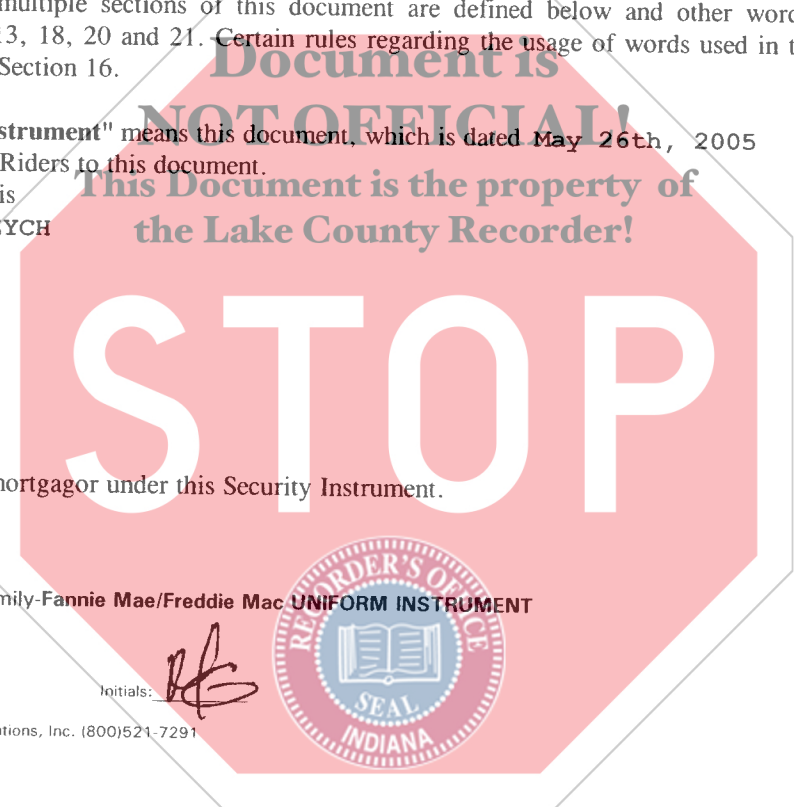 multiple sections of this document are defined below and other
13, 18, 20 and 21. Certain rules regarding the usage of words used in
Section 16.
Document is
NOT OFFICIAL!
strument" means this document, which is dated May 26th, 2005
Riders to this document.
is
This Document is the property of
YCH
the Lake County Recorder!
STOP
ortgagor under this Security Instrument.
mily-Fannie Mae/Freddie Mac UNIFORM INSTRUMENT
RECORDER'S OFFICE
SEAL
INDIANA
Initials:
tions, Inc. (800)521-7291